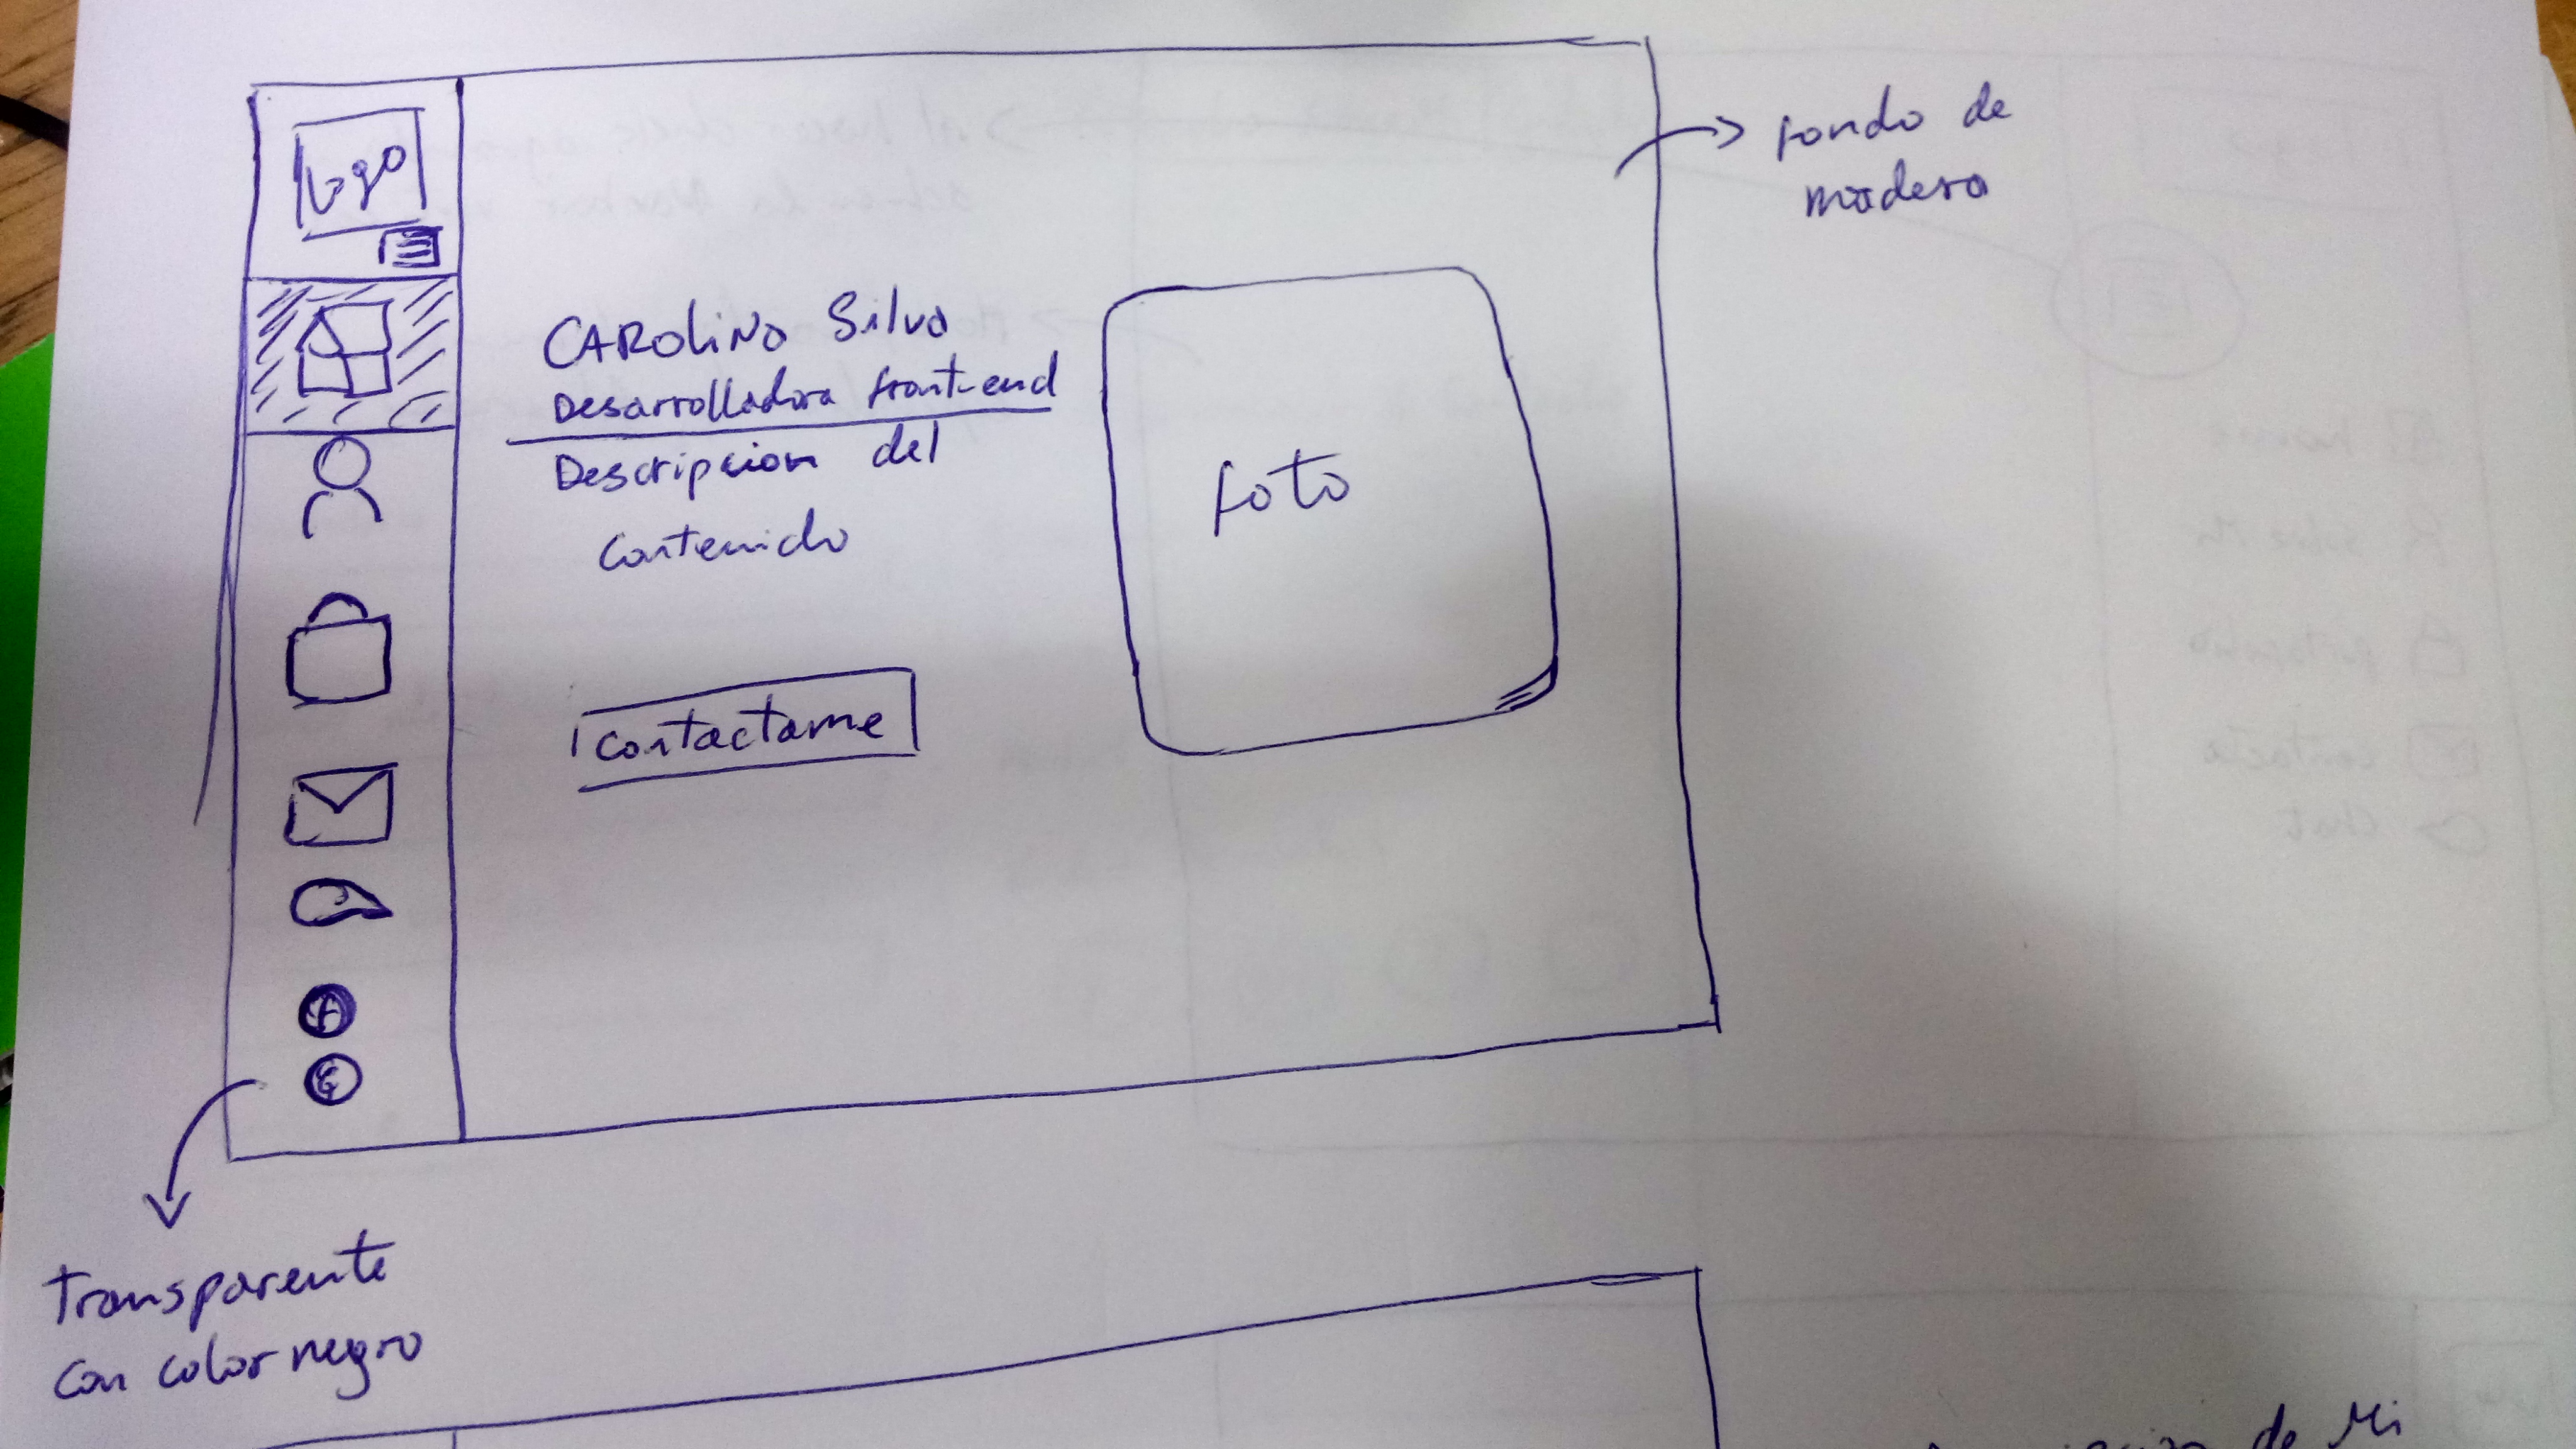 logo
CAROLINA Silva
Desarrolladora front-end
Descripcion del
contenido
contactame
foto
fondo de
madera
transparente
con color negro
de Mi